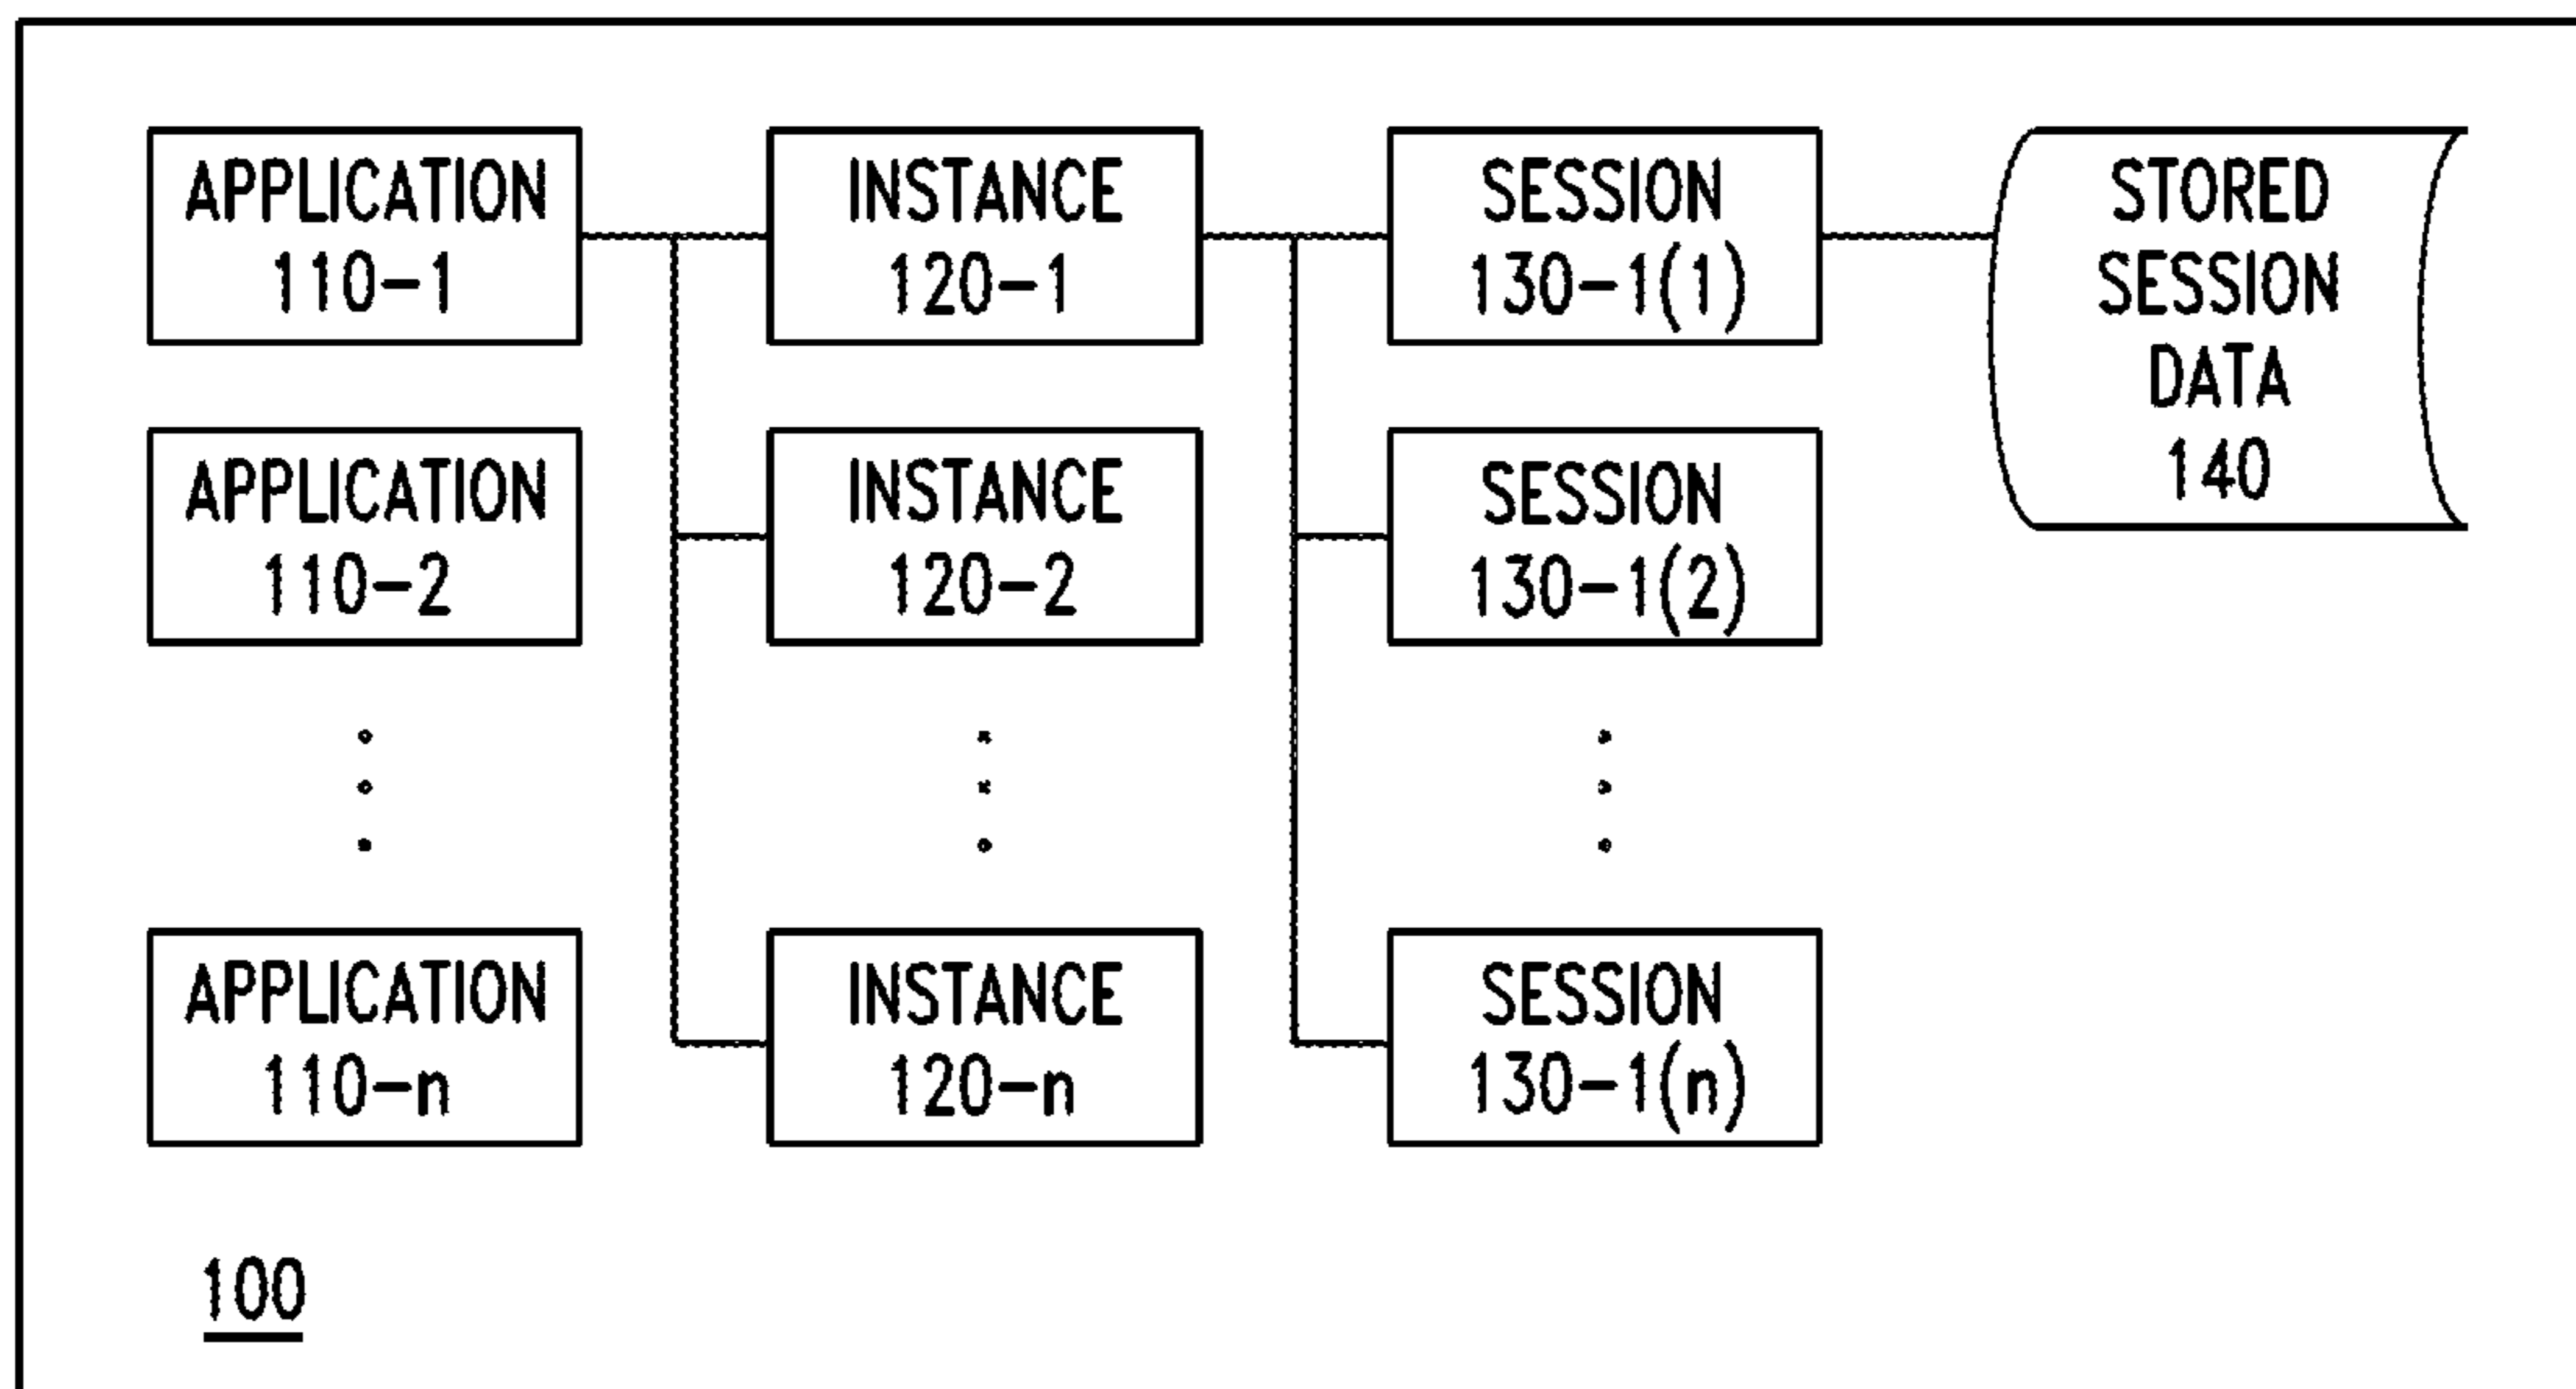 APPLICATION
110-1
INSTANCE
120-1
SESSION
130-1(1)
STORED
SESSION
DATA
140
APPLICATION
110-2
INSTANCE
120-2
SESSION
130-1(2)
APPLICATION
110-n
INSTANCE
120-n
SESSION
130-1(n)
100